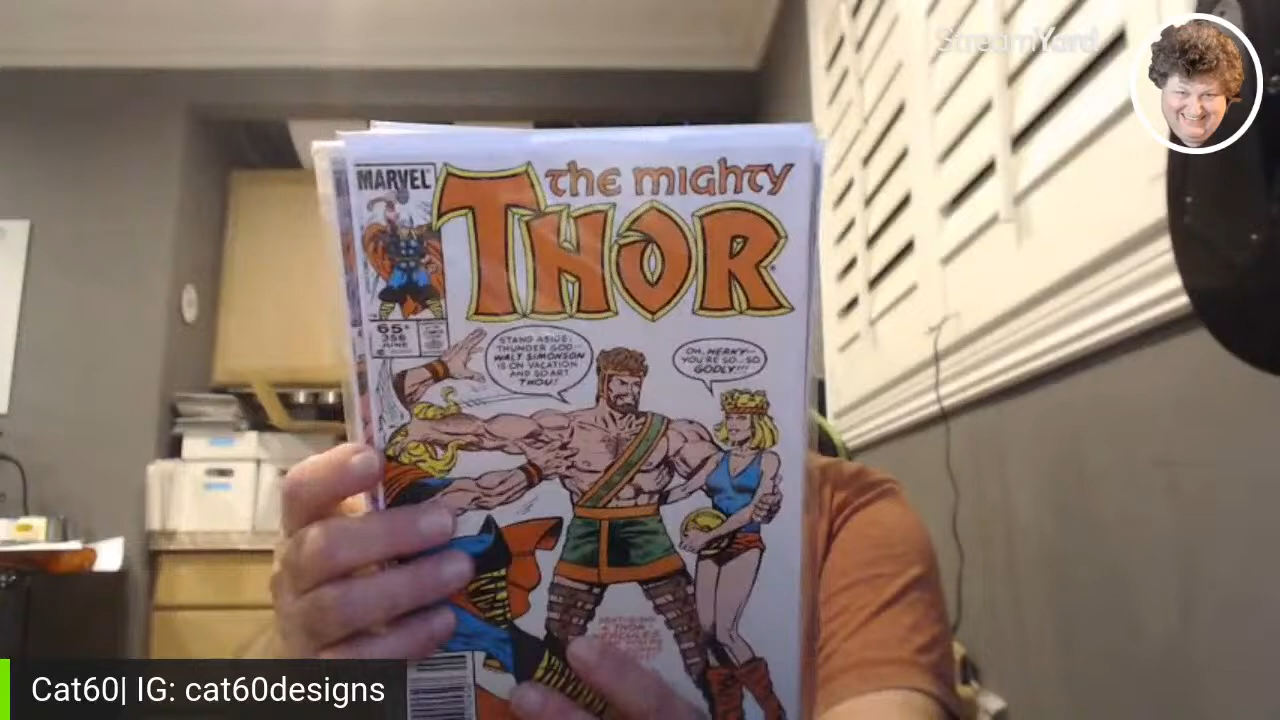 StreamYard
MARVEL
the mighty
THOR
65¢
356
JUNE
STAND ASIDE,
THUNDER GOD--
WALT SIMONSON
IS ON VACATION
AND SO ART
THOU!
OH, HERKY--
YOU'RE SO...SO
GODLY!!!
Cat60| IG: cat60designs